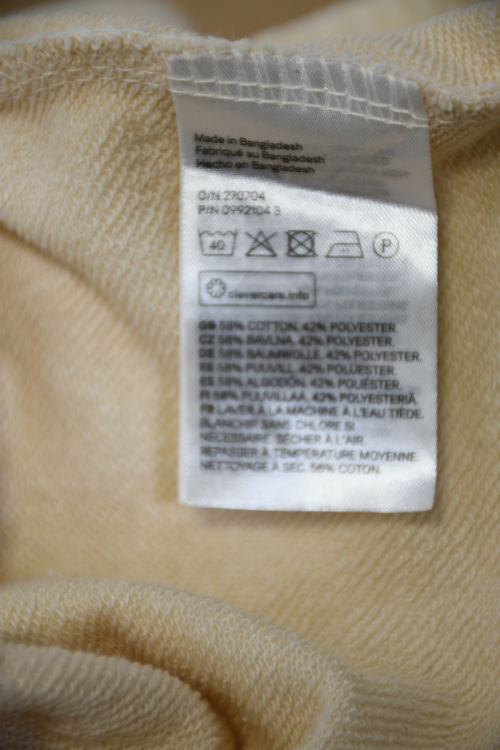 Made in Bangladesh
Fabriqué au Bangladesh
Hecho en Bangladesh
O/N 270704
P/N 0992104 3
40 P
clevercare.info
GB 58% COTTON. 42% POLYESTER.
CZ 58% BAVLNA. 42% POLYESTER.
DE 58% BAUMWOLLE. 42% POLYESTER.
EE 58% PUUVILL. 42% POLÜESTER.
ES 58% ALGODÓN. 42% POLIÉSTER.
FI 58% PUUVILLAA. 42% POLYESTERIÄ.
FR LAVER À LA MACHINE À L'EAU TIÈDE.
BLANCHIR SANS CHLORE SI
NÉCESSAIRE. SÉCHER À L'AIR.
REPASSER À TEMPÉRATURE MOYENNE.
NETTOYAGE À SEC. 58% COTON